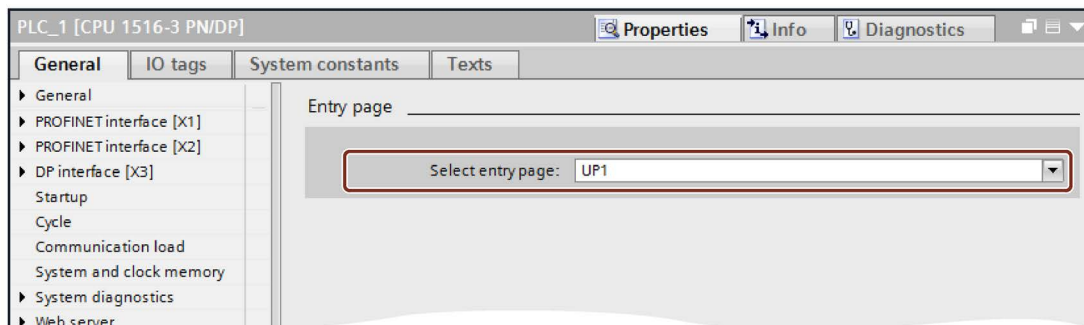 PLC_1 [CPU 1516-3 PN/DP]
Properties
Info
Diagnostics
General
IO tags
System constants
Texts
General
PROFINET interface [X1]
PROFINET interface [X2]
DP interface [X3]
Startup
Cycle
Communication load
System and clock memory
System diagnostics
Web server
Entry page
Select entry page: UP1